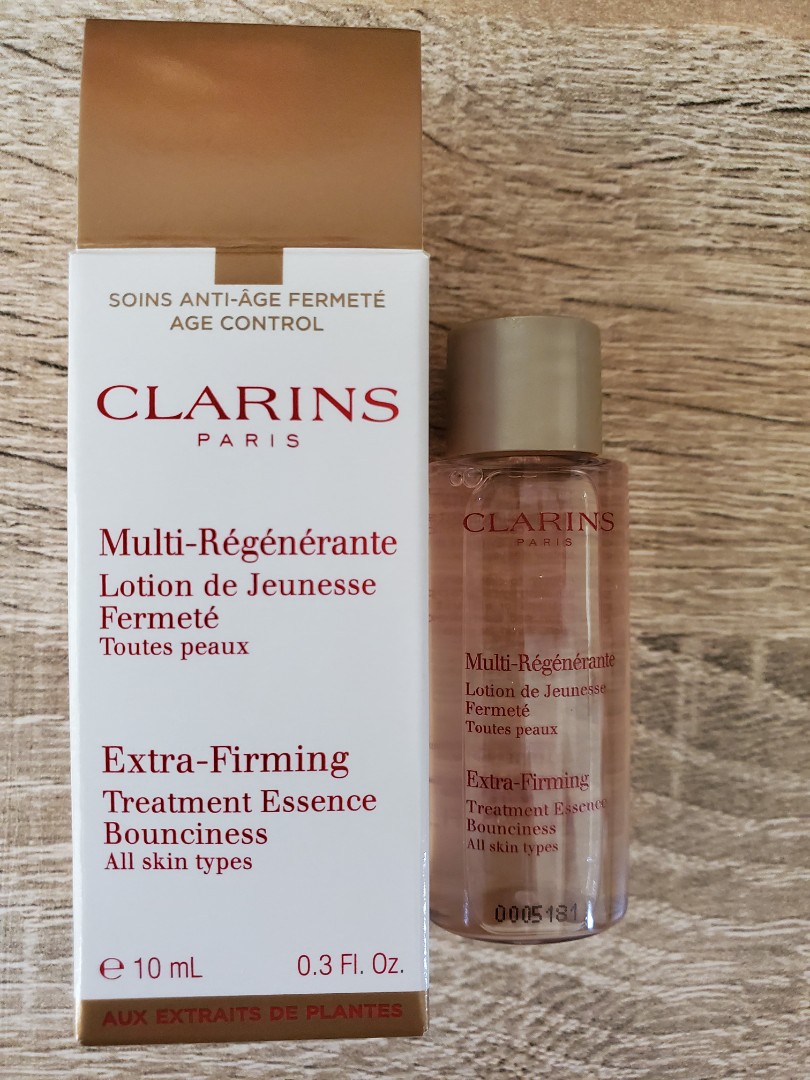 SOINS ANTI-ÂGE FERMETÉ
AGE CONTROL
CLARINS
PARIS
Multi-Régénérante
Lotion de Jeunesse
Fermeté
Toutes peaux
Extra-Firming
Treatment Essence
Bounciness
All skin types
℮ 10 mL 0.3 Fl. Oz.
AUX EXTRAITS DE PLANTES
CLARINS
PARIS
Multi-Régénérante
Lotion de Jeunesse
Fermeté
Toutes peaux
Extra-Firming
Treatment Essence
Bounciness
All skin types
0005181